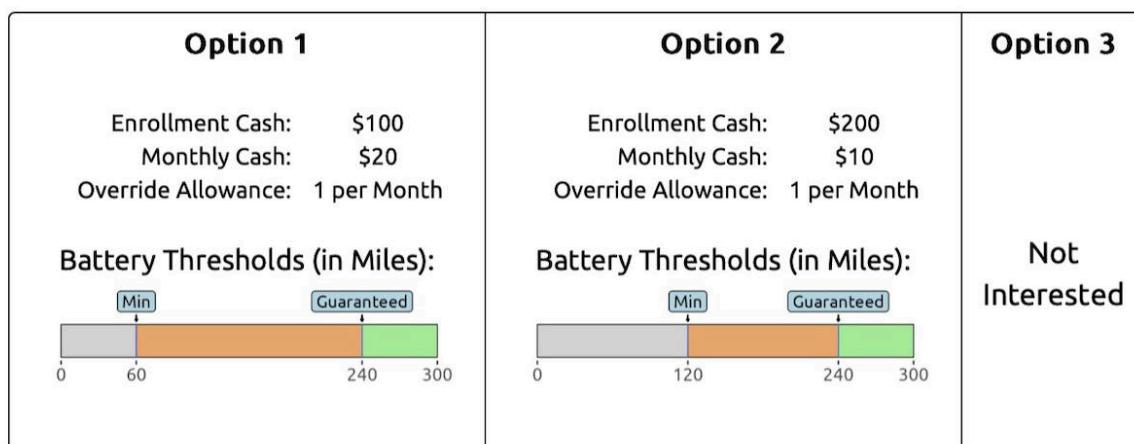 Option 1
Enrollment Cash: $100
Monthly Cash: $20
Override Allowance: 1 per Month
Battery Thresholds (in Miles):
Min Guaranteed
0 60 240 300
Option 2
Enrollment Cash: $200
Monthly Cash: $10
Override Allowance: 1 per Month
Battery Thresholds (in Miles):
Min Guaranteed
0 120 240 300
Option 3
Not
Interested